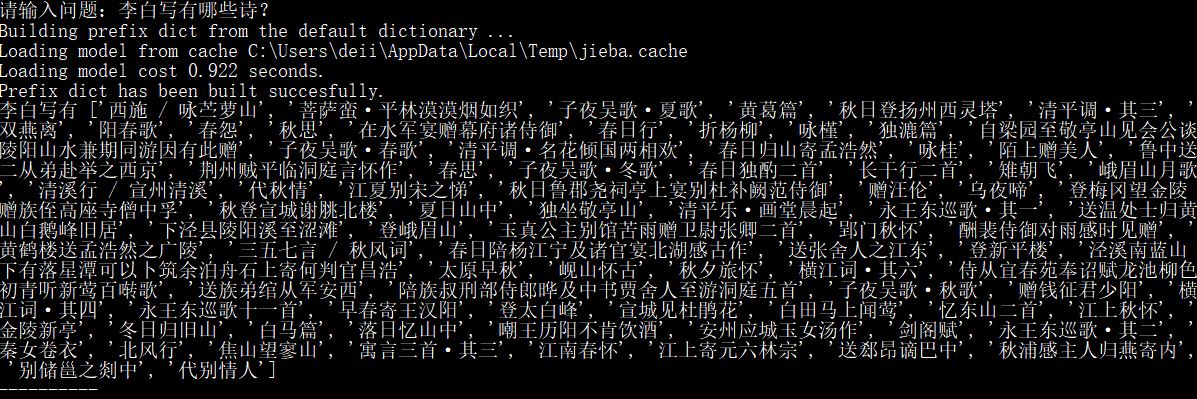 请输入问题：李白写有哪些诗？
Building prefix dict from the default dictionary ...
Loading model from cache C:\Users\deii\AppData\Local\Temp\jieba.cache
Loading model cost 0.922 seconds.
Prefix dict has been built succesfully.
李白写有 ['西施 / 咏苎萝山', '菩萨蛮·平林漠漠烟如织', '子夜吴歌·夏歌', '黄葛篇', '秋日登扬州西灵塔', '清平调·其三', '
双燕离', '阳春歌', '春怨', '秋思', '在水军宴赠幕府诸侍御', '春日行', '折杨柳', '咏槿', '独漉篇', '自梁园至敬亭山见会公谈
陵阳山水兼期同游因有此赠', '子夜吴歌·春歌', '清平调·名花倾国两相欢', '春日归山寄孟浩然', '咏桂', '陌上赠美人', '鲁中送
二从弟赴举之西京', '荆州贼平临洞庭言怀作', '春思', '子夜吴歌·冬歌', '春日独酌二首', '长干行二首', '雉朝飞', '峨眉山月歌
', '清溪行 / 宣州清溪', '代秋情', '江夏别宋之悌', '秋日鲁郡尧祠亭上宴别杜补阙范侍御', '赠汪伦', '乌夜啼', '登梅冈望金陵
赠族侄高座寺僧中孚', '秋登宣城谢朓北楼', '夏日山中', '独坐敬亭山', '清平乐·画堂晨起', '永王东巡歌·其一', '送温处士归黄
山白鹅峰旧居', '下泾县陵阳溪至涩滩', '登峨眉山', '玉真公主别馆苦雨赠卫尉张卿二首', '郢门秋怀', '酬裴侍御对雨感时见赠', '
黄鹤楼送孟浩然之广陵', '三五七言 / 秋风词', '春日陪杨江宁及诸官宴北湖感古作', '送张舍人之江东', '登新平楼', '泾溪南蓝山
下有落星潭可以卜筑余泊舟石上寄何判官昌浩', '太原早秋', '岘山怀古', '秋夕旅怀', '横江词·其六', '侍从宜春苑奉诏赋龙池柳色
初青听新莺百啭歌', '送族弟绾从军安西', '陪族叔刑部侍郎晔及中书贾舍人至游洞庭五首', '子夜吴歌·秋歌', '赠钱征君少阳', '横
江词·其四', '永王东巡歌十一首', '早春寄王汉阳', '登太白峰', '宣城见杜鹃花', '白田马上闻莺', '忆东山二首', '江上秋怀', '
金陵新亭', '冬日归旧山', '白马篇', '落日忆山中', '嘲王历阳不肯饮酒', '安州应城玉女汤作', '剑阁赋', '永王东巡歌·其二', '
秦女卷衣', '北风行', '焦山望寥山', '寓言三首·其三', '江南春怀', '江上寄元六林宗', '送郄昂谪巴中', '秋浦感主人归燕寄内',
'别储邕之剡中', '代别情人']
----------